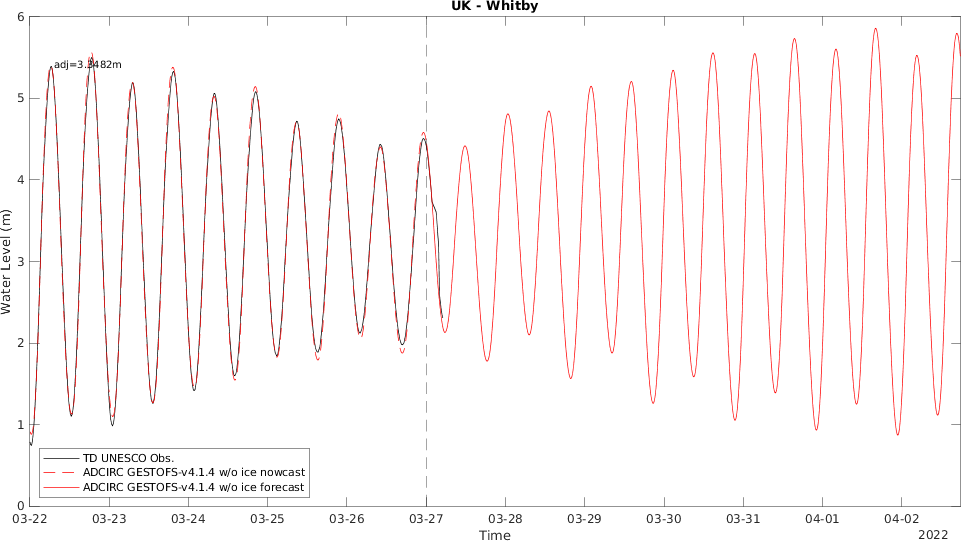 UK - Whitby
6
adj=3.3482m
5
4
3
2
1
0
Water Level (m)
TD UNESCO Obs.
ADCIRC GESTOFS-v4.1.4 w/o ice nowcast
ADCIRC GESTOFS-v4.1.4 w/o ice forecast
03-22 03-23 03-24 03-25 03-26 03-27 03-28 03-29 03-30 03-31 04-01 04-02
Time
2022